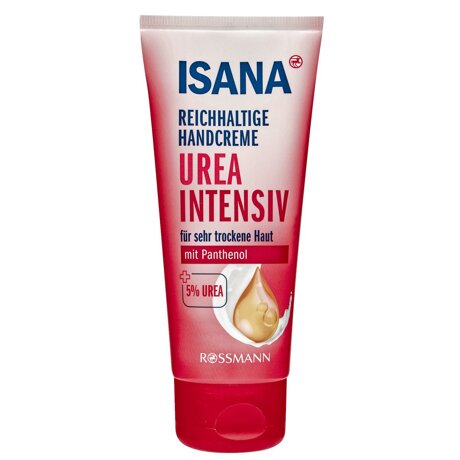 ISANA
REICHHALTIGE
HANDCREME
UREA
INTENSIV
für sehr trockene Haut
mit Panthenol
5% UREA
ROSSMANN